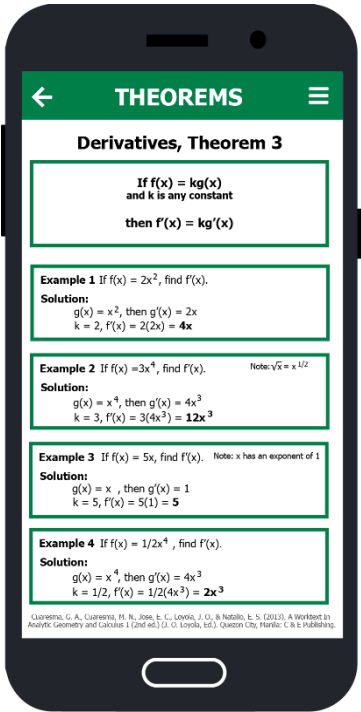 THEOREMS
Derivatives, Theorem 3
If f(x) = kg(x)
and k is any constant
then f′(x) = kg′(x)
Example 1 If f(x) = 2x², find f′(x).
Solution:
g(x) = x², then g′(x) = 2x
k = 2, f′(x) = 2(2x) = 4x
Example 2 If f(x) =3x⁴, find f′(x). Note: √x = x ¹/²
Solution:
g(x) = x⁴, then g′(x) = 4x³
k = 3, f′(x) = 3(4x³) = 12x³
Example 3 If f(x) = 5x, find f′(x). Note: x has an exponent of 1
Solution:
g(x) = x , then g′(x) = 1
k = 5, f′(x) = 5(1) = 5
Example 4 If f(x) = 1/2x⁴ , find f′(x).
Solution:
g(x) = x⁴, then g′(x) = 4x³
k = 1/2, f′(x) = 1/2(4x³) = 2x³
Cuaresma, G. A., Cuaresma, M. N., Jose, E. C., Loyola, J. O., & Natalio, E. S. (2013). A Worktext In
Analytic Geometry and Calculus 1 (2nd ed.) (J. O. Loyola, Ed.). Quezon City, Manila: C & E Publishing.